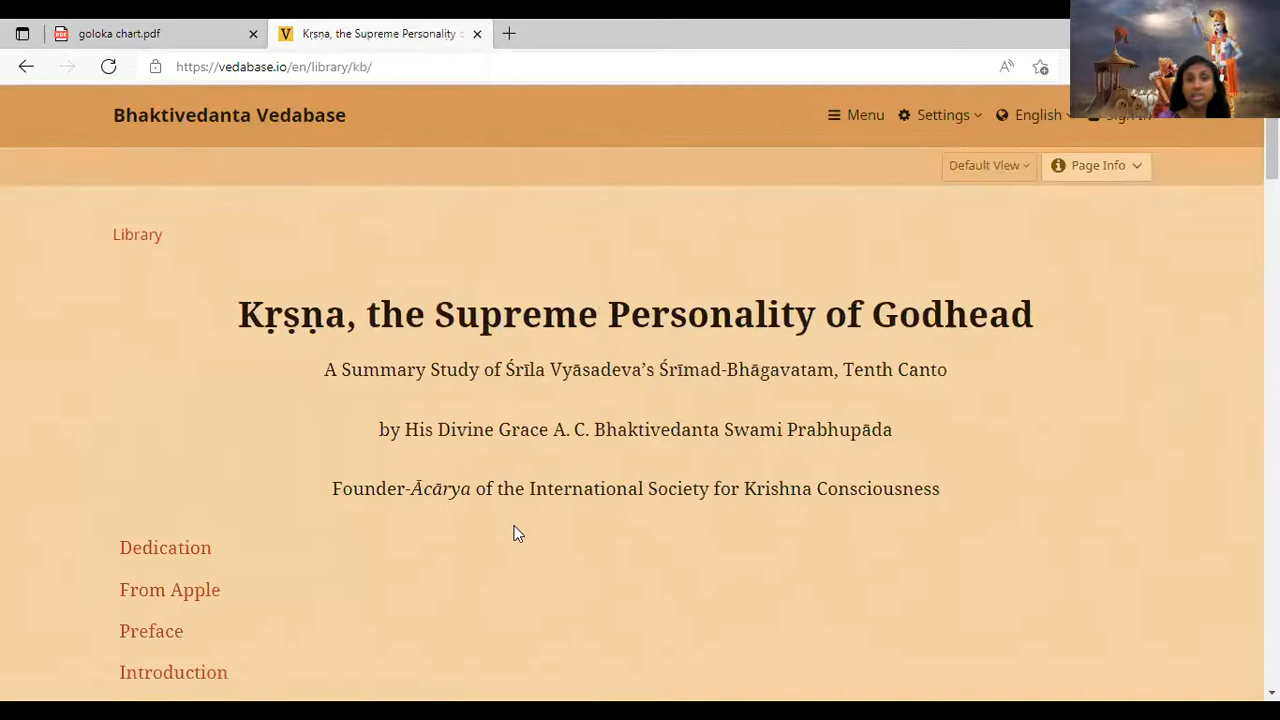 goloka chart.pdf
Kṛṣṇa, the Supreme Personality
https://vedabase.io/en/library/kb/
Bhaktivedanta Vedabase
Menu
Settings
English
Sign In
Default View
Page Info
Library
Kṛṣṇa, the Supreme Personality of Godhead
A Summary Study of Śrīla Vyāsadeva’s Śrīmad-Bhāgavatam, Tenth Canto
by His Divine Grace A. C. Bhaktivedanta Swami Prabhupāda
Founder-Ācārya of the International Society for Krishna Consciousness
Dedication
From Apple
Preface
Introduction